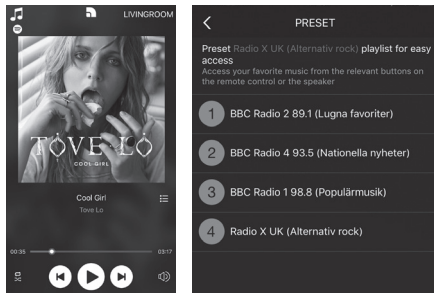 LIVINGROOM
TOVE LO
COOL GIRL
Cool Girl
Tove Lo
00:35
03:17
PRESET
Preset Radio X UK (Alternativ rock) playlist for easy
access
Access your favorite music from the relevant buttons on
the remote control or the speaker
1 BBC Radio 2 89.1 (Lugna favoriter)
2 BBC Radio 4 93.5 (Nationella nyheter)
3 BBC Radio 1 98.8 (Populärmusik)
4 Radio X UK (Alternativ rock)